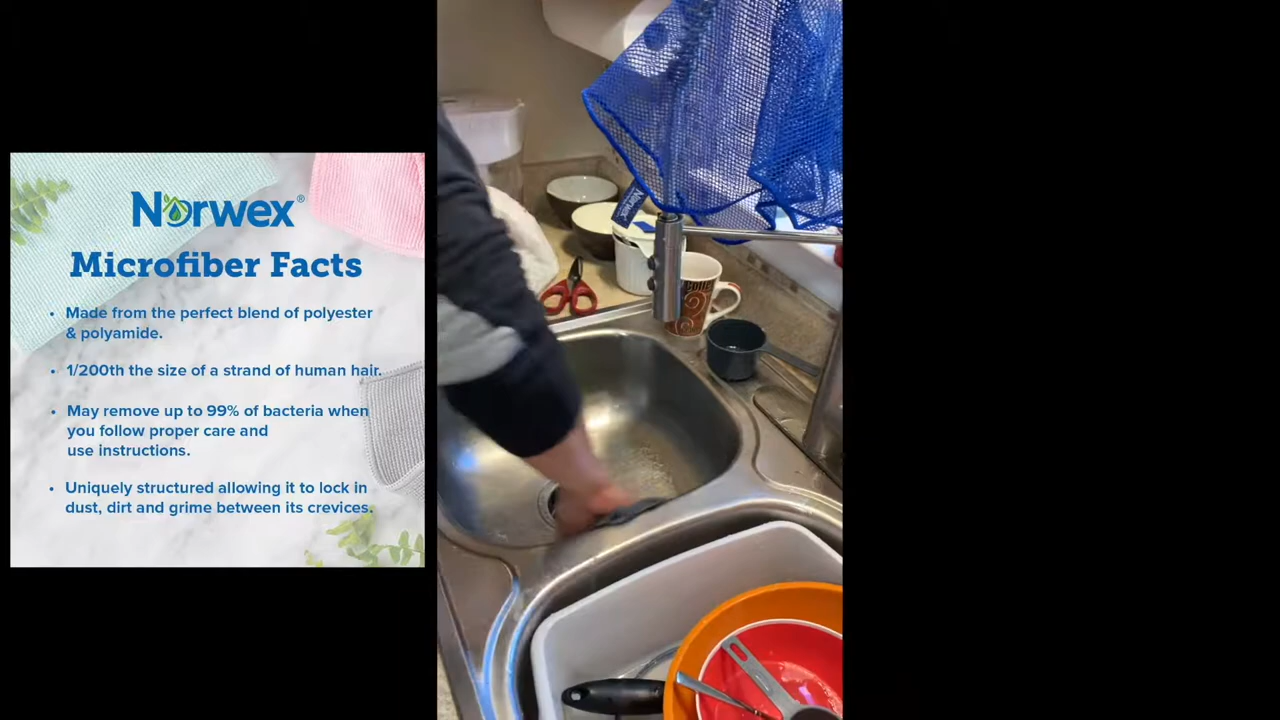 Norwex®
Microfiber Facts
• Made from the perfect blend of polyester
& polyamide.
• 1/200th the size of a strand of human hair.
• May remove up to 99% of bacteria when
you follow proper care and
use instructions.
• Uniquely structured allowing it to lock in
dust, dirt and grime between its crevices.
Norwex